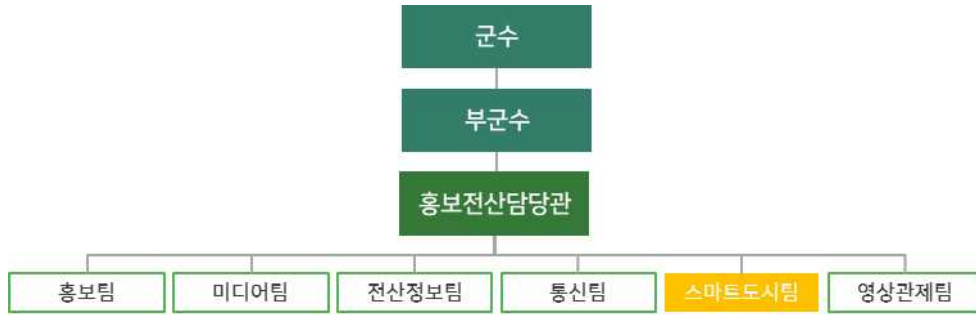 군수
부군수
홍보전산담당관
홍보팀
미디어팀
전산정보팀
통신팀
스마트도시팀
영상관제팀